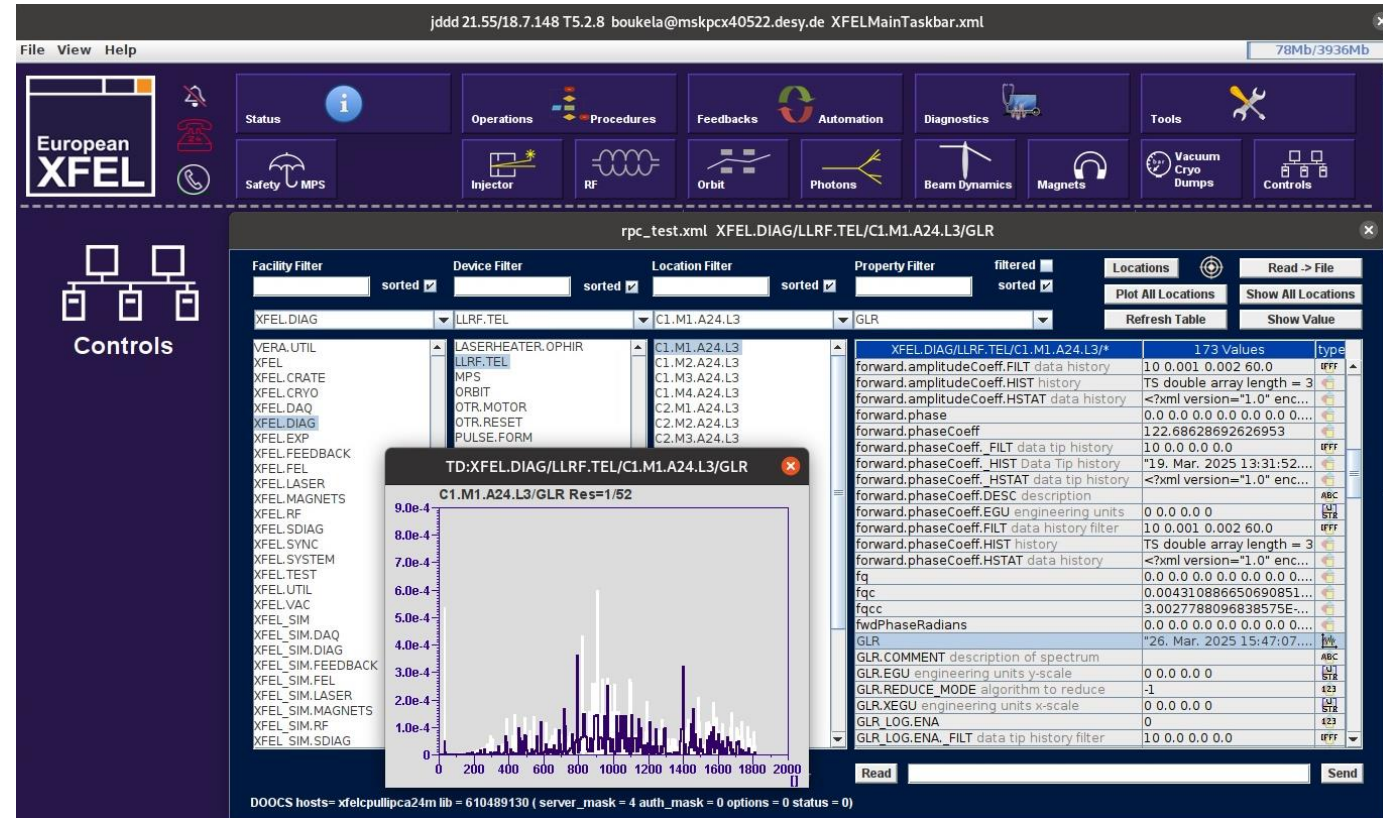 jddd 21.55/18.7.148 T5.2.8 boukela@mskpcx40522.desy.de XFELMainTaskbar.xml
File View Help
78Mb/3936Mb
European
XFEL
Status
Operations
Procedures
Feedbacks
Automation
Diagnostics
Tools
Safety MPS
Injector
RF
Orbit
Photons
Beam Dynamics
Magnets
Vacuum
Cryo
Dumps
Controls
Controls
rpc_test.xml XFEL.DIAG/LLRF.TEL/C1.M1.A24.L3/GLR
Facility Filter
sorted
Device Filter
sorted
Location Filter
sorted
Property Filter
filtered
sorted
Locations
Read -> File
Plot All Locations
Show All Locations
Refresh Table
Show Value
XFEL.DIAG
LLRF.TEL
C1.M1.A24.L3
GLR
VERA.UTIL
XFEL
XFEL.CRATE
XFEL.CRYO
XFEL.DAQ
XFEL.DIAG
XFEL.EXP
XFEL.FEEDBACK
XFEL.FEL
XFEL.LASER
XFEL.MAGNETS
XFEL.RF
XFEL.SDIAG
XFEL.SYNC
XFEL.SYSTEM
XFEL.TEST
XFEL.UTIL
XFEL.VAC
XFEL_SIM
XFEL_SIM.DAQ
XFEL_SIM.DIAG
XFEL_SIM.FEEDBACK
XFEL_SIM.FEL
XFEL_SIM.LASER
XFEL_SIM.MAGNETS
XFEL_SIM.RF
XFEL_SIM.SDIAG
LASERHEATER.OPHIR
LLRF.TEL
MPS
ORBIT
OTR.MOTOR
OTR.RESET
PULSE.FORM
C1.M1.A24.L3
C1.M2.A24.L3
C1.M3.A24.L3
C1.M4.A24.L3
C2.M1.A24.L3
C2.M2.A24.L3
C2.M3.A24.L3
XFEL.DIAG/LLRF.TEL/C1.M1.A24.L3/* 173 Values type
forward.amplitudeCoeff.FILT data history 10 0.001 0.002 60.0 IFFF
forward.amplitudeCoeff.HIST history TS double array length = 3
forward.amplitudeCoeff.HSTAT data history <?xml version="1.0" enc...
forward.phase 0.0 0.0 0.0 0.0 0.0 0.0 0....
forward.phaseCoeff 122.68628692626953
forward.phaseCoeff._FILT data tip history 10 0.0 0.0 0.0 IFFF
forward.phaseCoeff._HIST Data Tip history "19. Mar. 2025 13:31:52....
forward.phaseCoeff._HSTAT data tip history <?xml version="1.0" enc...
forward.phaseCoeff.DESC description ABC
forward.phaseCoeff.EGU engineering units 0 0.0 0.0 0 [U] STR
forward.phaseCoeff.FILT data history filter 10 0.001 0.002 60.0 IFFF
forward.phaseCoeff.HIST history TS double array length = 3
forward.phaseCoeff.HSTAT data history <?xml version="1.0" enc...
fq 0.0 0.0 0.0 0.0 0.0 0.0 0....
fqc 0.004310886650690851...
fqcc 3.0027788096838575E-...
fwdPhaseRadians 0.0 0.0 0.0 0.0 0.0 0.0 0....
GLR "26. Mar. 2025 15:47:07....
GLR.COMMENT description of spectrum ABC
GLR.EGU engineering units y-scale 0 0.0 0.0 0 [U] STR
GLR.REDUCE_MODE algorithm to reduce -1 123
GLR.XEGU engineering units x-scale 0 0.0 0.0 0 [U] STR
GLR_LOG.ENA 0 123
GLR_LOG.ENA._FILT data tip history filter 10 0.0 0.0 0.0 IFFF
TD:XFEL.DIAG/LLRF.TEL/C1.M1.A24.L3/GLR
C1.M1.A24.L3/GLR Res=1/52
9.0e-4
8.0e-4
7.0e-4
6.0e-4
5.0e-4
4.0e-4
3.0e-4
2.0e-4
1.0e-4
0
0 200 400 600 800 1000 1200 1400 1600 1800 2000
[]
Read
Send
DOOCS hosts= xfelcpullipca24m lib = 610489130 ( server_mask = 4 auth_mask = 0 options = 0 status = 0)